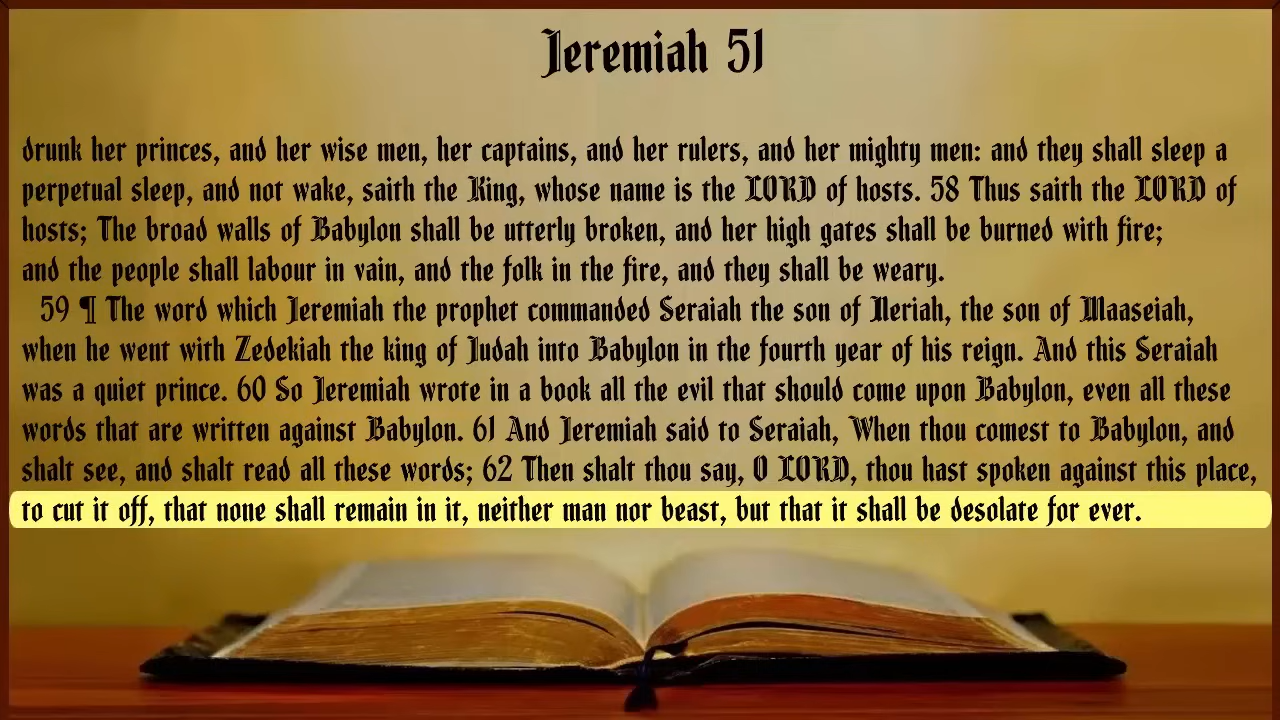 Jeremiah 51
drunk her princes, and her wise men, her captains, and her rulers, and her mighty men: and they shall sleep a
perpetual sleep, and not wake, saith the King, whose name is the LORD of hosts. 58 Thus saith the LORD of
hosts; The broad walls of Babylon shall be utterly broken, and her high gates shall be burned with fire;
and the people shall labour in vain, and the folk in the fire, and they shall be weary.
59 ¶ The word which Jeremiah the prophet commanded Seraiah the son of Neriah, the son of Maaseiah,
when he went with Zedekiah the king of Judah into Babylon in the fourth year of his reign. And this Seraiah
was a quiet prince. 60 So Jeremiah wrote in a book all the evil that should come upon Babylon, even all these
words that are written against Babylon. 61 And Jeremiah said to Seraiah, When thou comest to Babylon, and
shalt see, and shalt read all these words; 62 Then shalt thou say, O LORD, thou hast spoken against this place,
to cut it off, that none shall remain in it, neither man nor beast, but that it shall be desolate for ever.